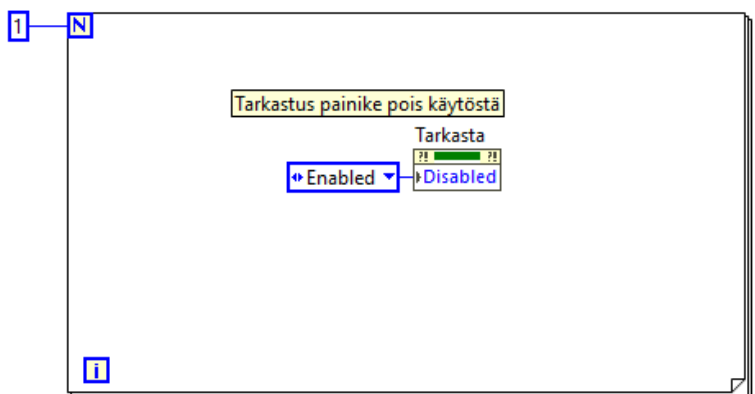 1
N
Tarkastus painike pois käytöstä
Tarkasta
?! ?!
Enabled
Disabled
i